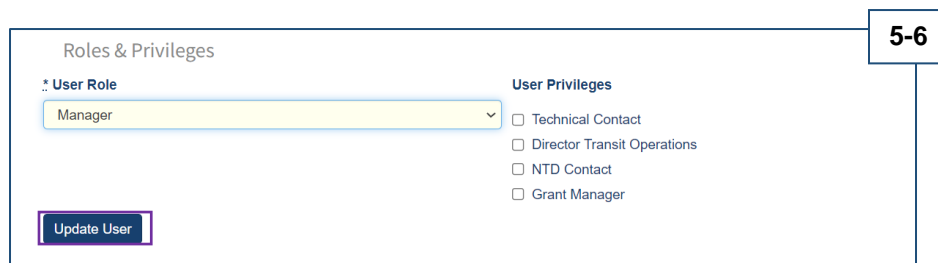 5-6
Roles & Privileges
* User Role
Manager
User Privileges
Technical Contact
Director Transit Operations
NTD Contact
Grant Manager
Update User